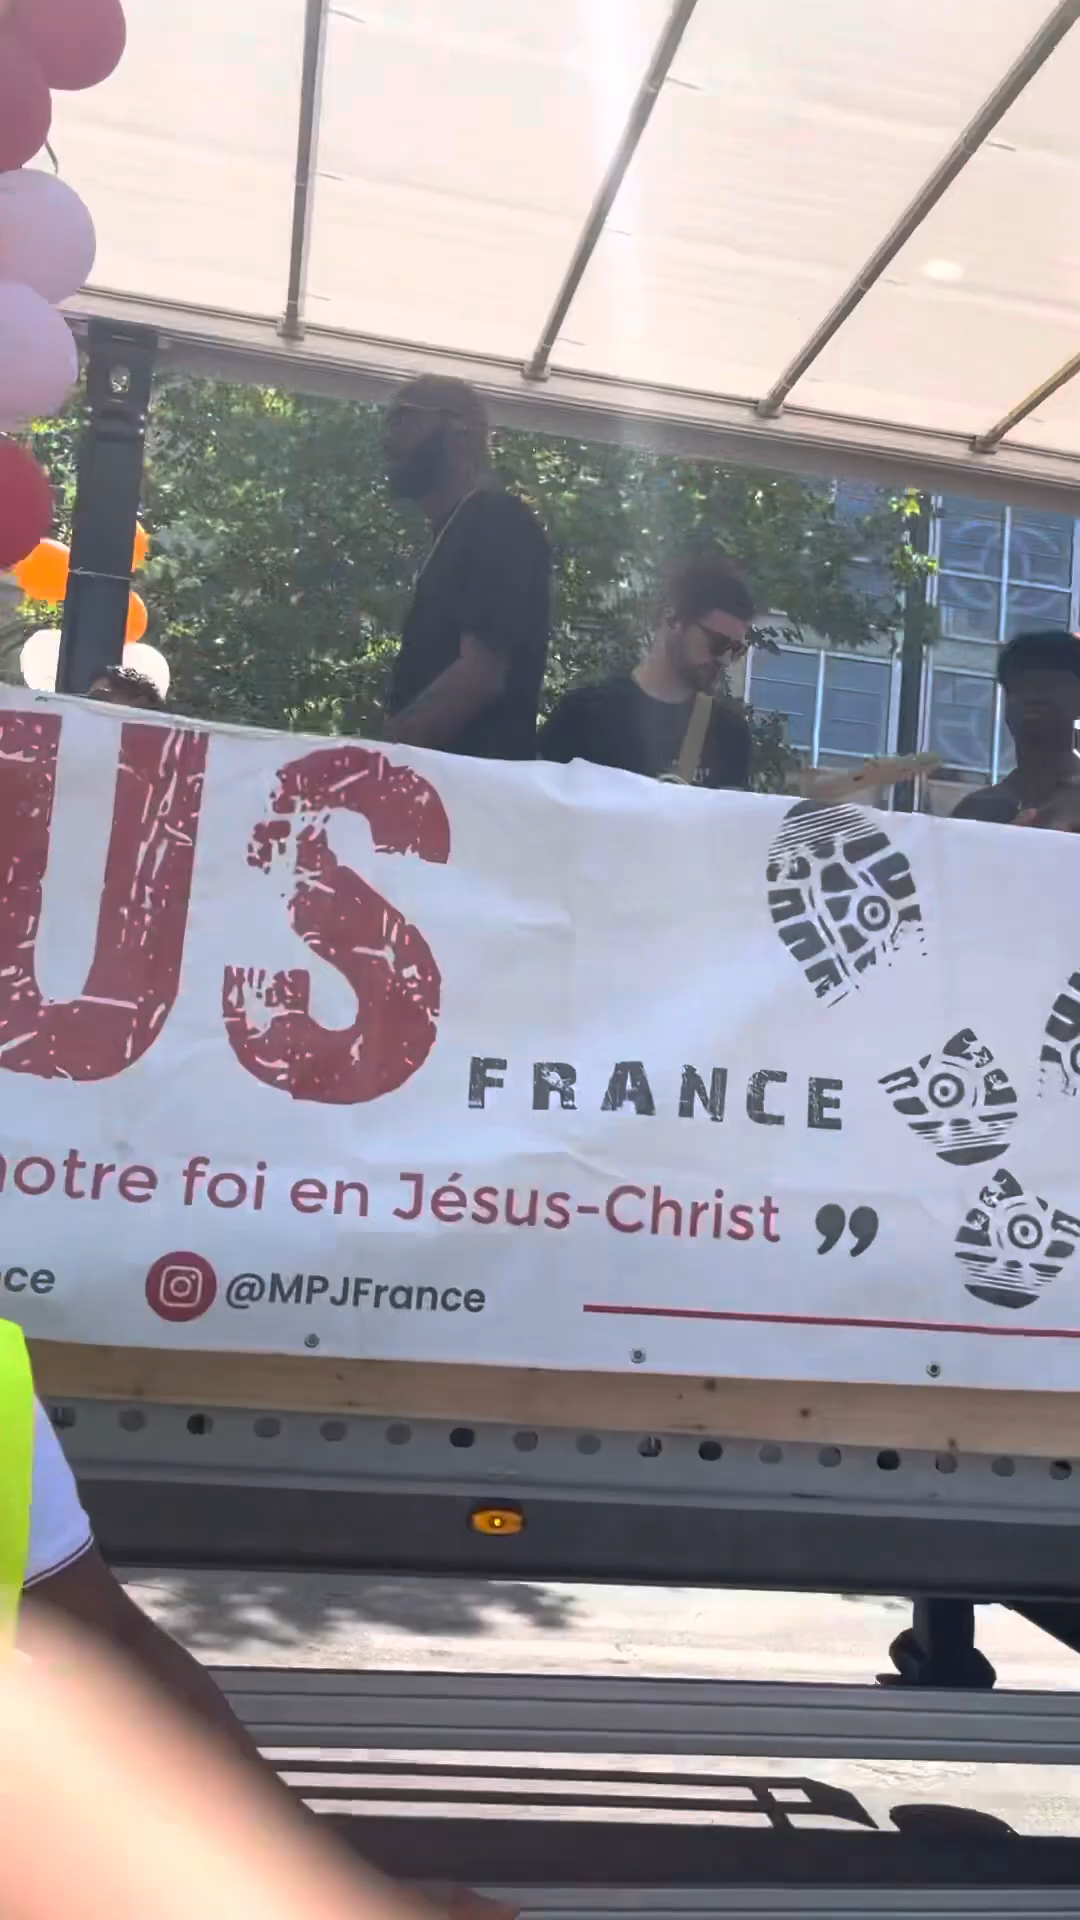 US
FRANCE
notre foi en Jésus-Christ ”
ce
@MPJFrance